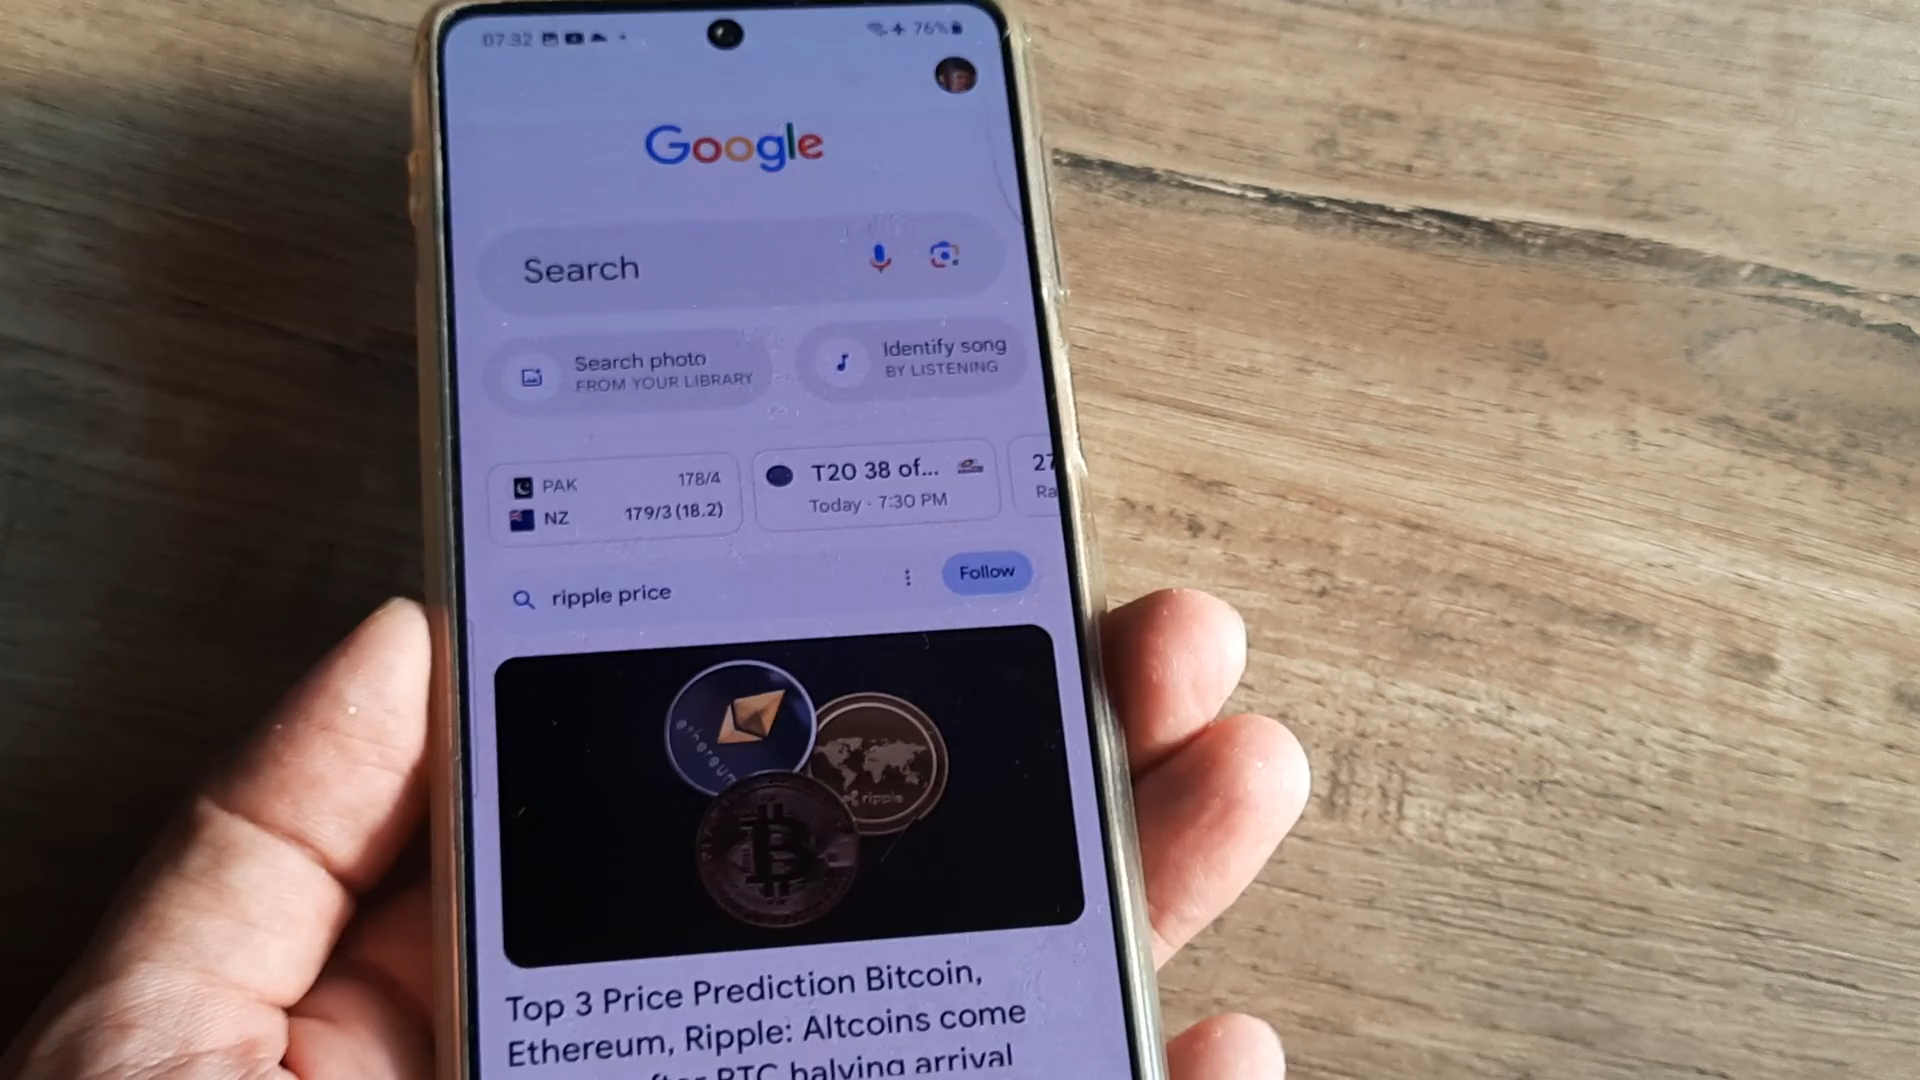 07:32
76%
Google
Search
Search photo
FROM YOUR LIBRARY
Identify song
BY LISTENING
PAK 178/4
NZ 179/3 (18.2)
T20 38 of...
Today · 7:30 PM
27
Ra
ripple price
Follow
ethereum
ripple
Top 3 Price Prediction Bitcoin,
Ethereum, Ripple: Altcoins come
BTC halving arrival